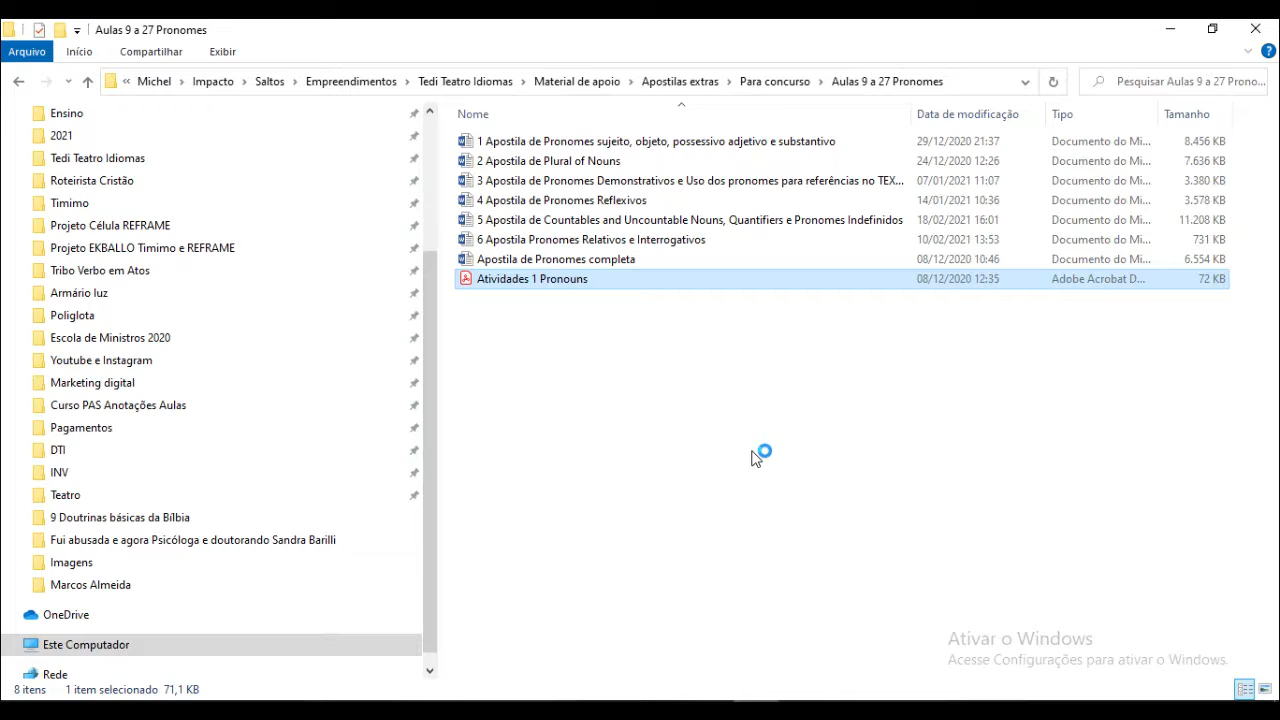 Aulas 9 a 27 Pronomes
Arquivo Início Compartilhar Exibir
« Michel > Impacto > Saltos > Empreendimentos > Tedi Teatro Idiomas > Material de apoio > Apostilas extras > Para concurso > Aulas 9 a 27 Pronomes Pesquisar Aulas 9 a 27 Prono...
Ensino
2021
Tedi Teatro Idiomas
Roteirista Cristão
Timimo
Projeto Célula REFRAME
Projeto EKBALLO Timimo e REFRAME
Tribo Verbo em Atos
Armário luz
Poliglota
Escola de Ministros 2020
Youtube e Instagram
Marketing digital
Curso PAS Anotações Aulas
Pagamentos
DTI
INV
Teatro
9 Doutrinas básicas da Bílbia
Fui abusada e agora Psicóloga e doutorando Sandra Barilli
Imagens
Marcos Almeida
OneDrive
Este Computador
Rede
Nome Data de modificação Tipo Tamanho
1 Apostila de Pronomes sujeito, objeto, possessivo adjetivo e substantivo 29/12/2020 21:37 Documento do Mi... 8.456 KB
2 Apostila de Plural of Nouns 24/12/2020 12:26 Documento do Mi... 7.636 KB
3 Apostila de Pronomes Demonstrativos e Uso dos pronomes para referências no TEX... 07/01/2021 11:07 Documento do Mi... 3.380 KB
4 Apostila de Pronomes Reflexivos 14/01/2021 10:36 Documento do Mi... 3.578 KB
5 Apostila de Countables and Uncountable Nouns, Quantifiers e Pronomes Indefinidos 18/02/2021 16:01 Documento do Mi... 11.208 KB
6 Apostila Pronomes Relativos e Interrogativos 10/02/2021 13:53 Documento do Mi... 731 KB
Apostila de Pronomes completa 08/12/2020 10:46 Documento do Mi... 6.554 KB
Atividades 1 Pronouns 08/12/2020 12:35 Adobe Acrobat D... 72 KB
Ativar o Windows
Acesse Configurações para ativar o Windows.
8 itens 1 item selecionado 71,1 KB